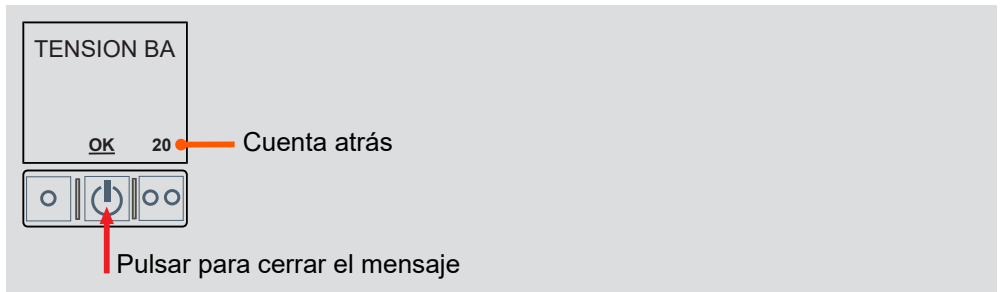 TENSION BA
OK 20
Cuenta atrás
Pulsar para cerrar el mensaje